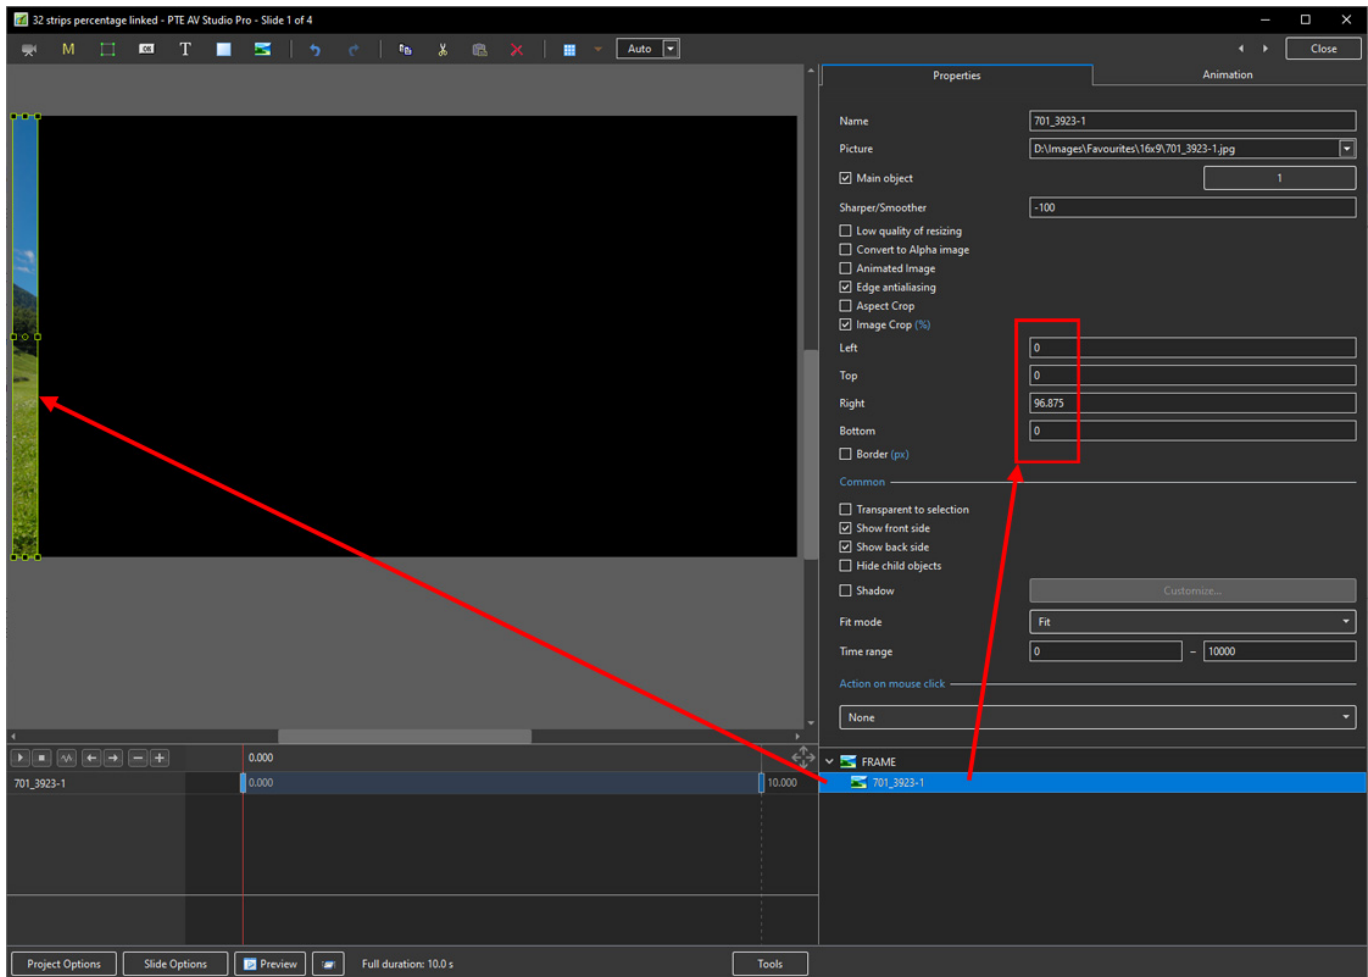 32 strips percentage linked - PTE AV Studio Pro - Slide 1 of 4
M OK T Auto Close
Properties Animation
Name 701_3923-1
Picture D:\Images\Favourites\16x9\701_3923-1.jpg
Main object 1
Sharper/Smoother -100
Low quality of resizing
Convert to Alpha image
Animated Image
Edge antialiasing
Aspect Crop
Image Crop (%)
Left 0
Top 0
Right 96.875
Bottom 0
Border (px)
Common
Transparent to selection
Show front side
Show back side
Hide child objects
Shadow Customize...
Fit mode Fit
Time range 0 – 10000
Action on mouse click
None
0.000
701_3923-1 0.000 10.000
FRAME
701_3923-1
Project Options Slide Options Preview Full duration: 10.0 s Tools